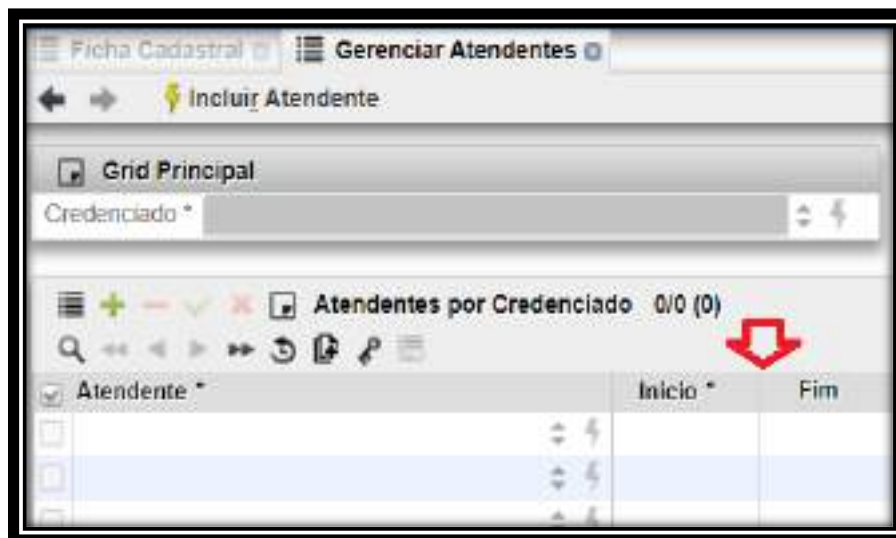 Ficha Cadastral Gerenciar Atendentes
Incluir Atendente
Grid Principal
Credenciado *
Atendentes por Credenciado 0/0 (0)
Atendente * Inicio * Fim